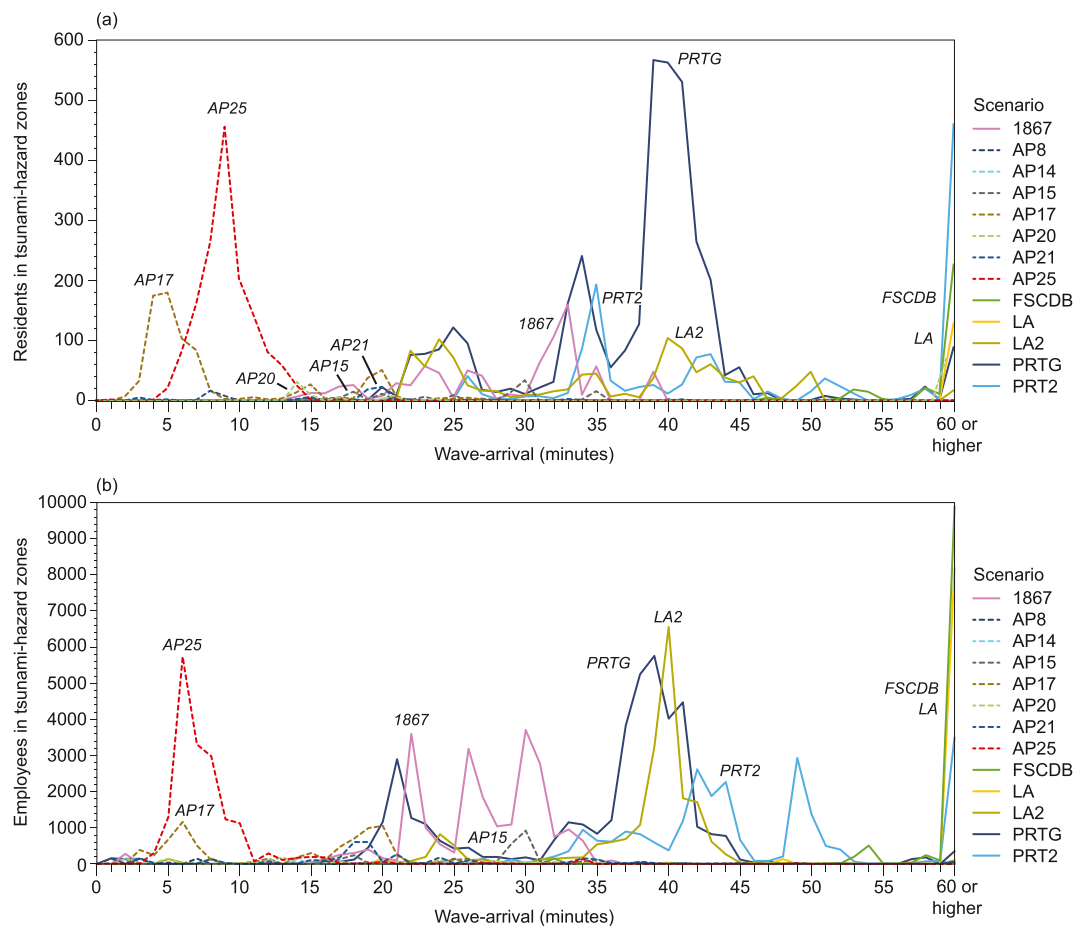 (a)
600
500
400
300
200
100
0
Residents in tsunami-hazard zones
AP25
AP17
AP20
AP15
AP21
1867
PRT2
LA2
PRTG
FSCDB
LA
0 5 10 15 20 25 30 35 40 45 50 55 60 or higher
Wave-arrival (minutes)
Scenario
1867
AP8
AP14
AP15
AP17
AP20
AP21
AP25
FSCDB
LA
LA2
PRTG
PRT2
(b)
10000
9000
8000
7000
6000
5000
4000
3000
2000
1000
0
Employees in tsunami-hazard zones
AP25
AP17
1867
AP15
PRTG
LA2
PRT2
FSCDB
LA
0 5 10 15 20 25 30 35 40 45 50 55 60 or higher
Wave-arrival (minutes)
Scenario
1867
AP8
AP14
AP15
AP17
AP20
AP21
AP25
FSCDB
LA
LA2
PRTG
PRT2